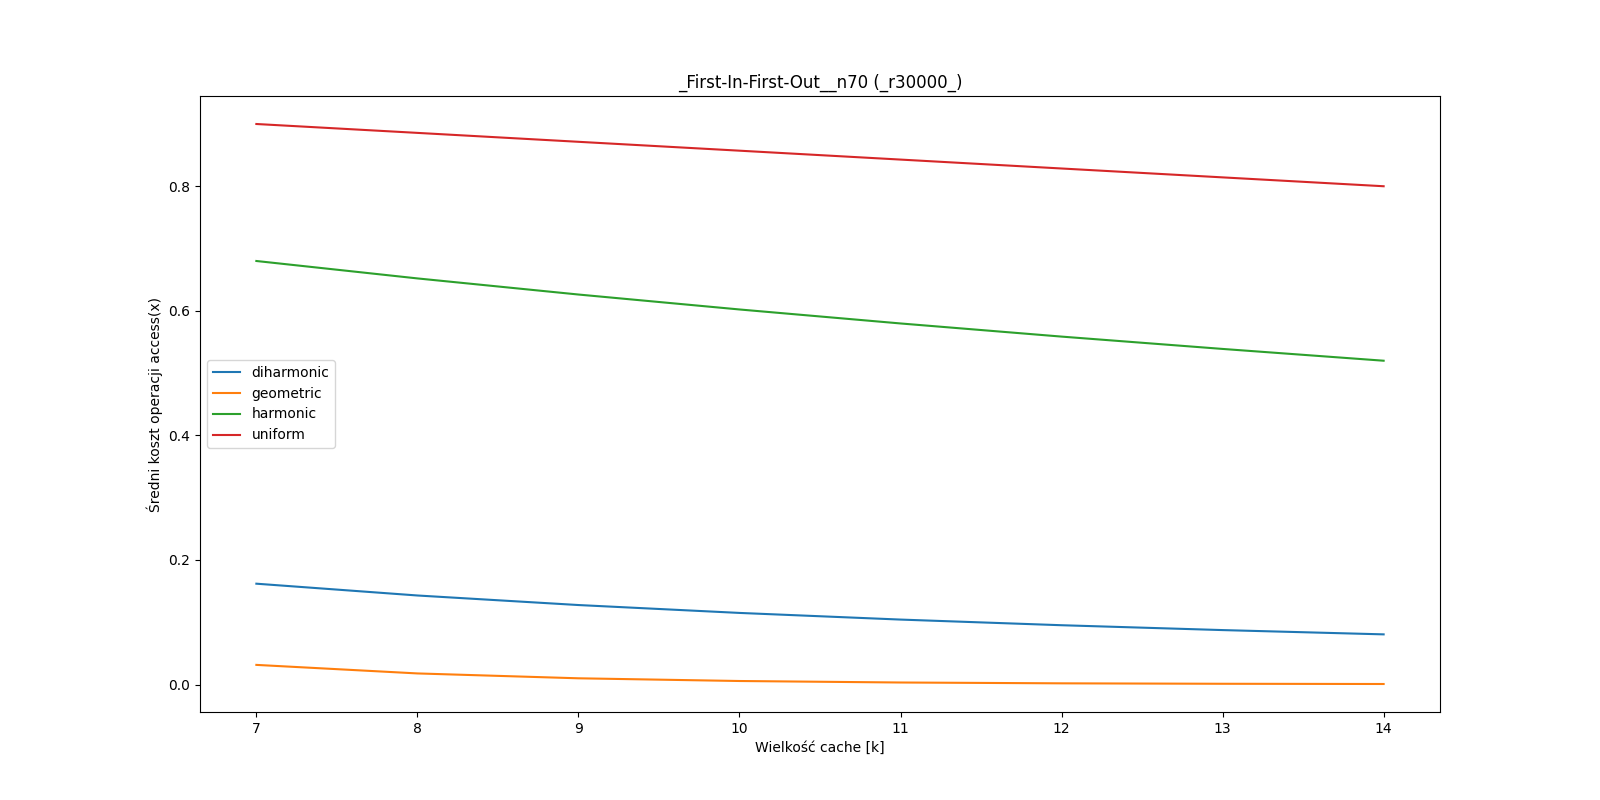 _First-In-First-Out__n70 (_r30000_)
Średni koszt operacji access(x)
0.8
0.6
0.4
0.2
0.0
diharmonic
geometric
harmonic
uniform
7 8 9 10 11 12 13 14
Wielkość cache [k]